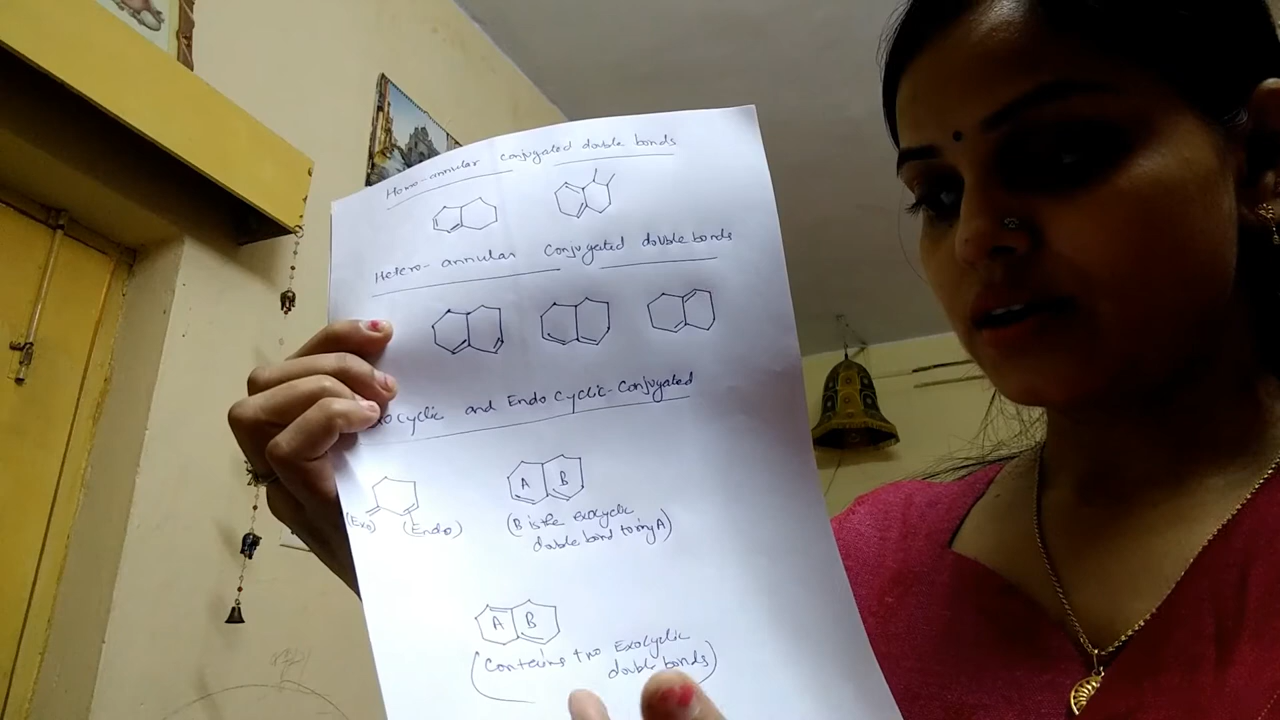 Homo-annular conjugated double bonds
Hetero-annular Conjugated double bonds
xocyclic and Endo Cyclic-Conjugated
A B
(Exo) (Endo)
(B is the exocyclic
double bond to ring A)
A B
(Contains two Exocyclic
double bonds)